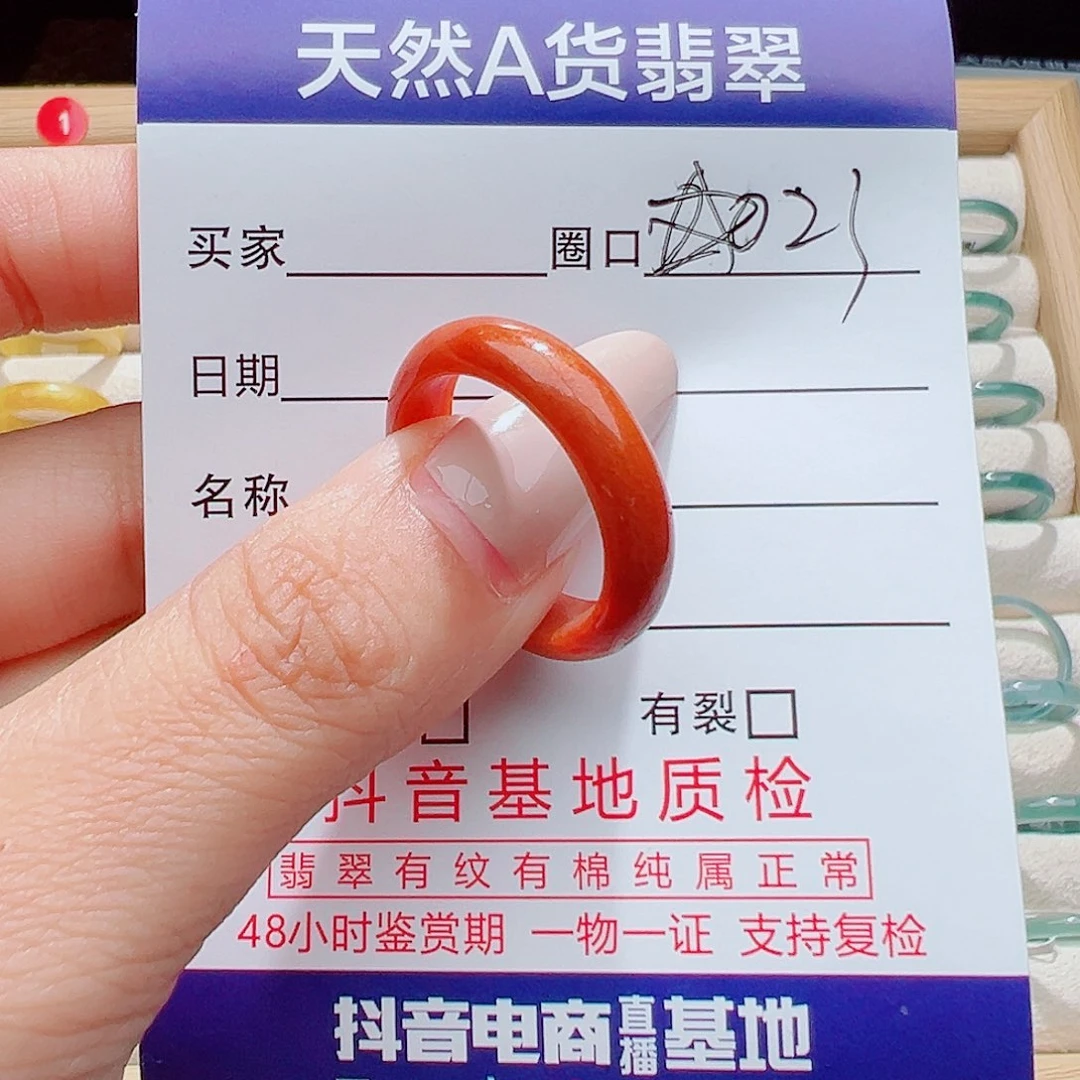 天然A货翡翠
1
买家 圈口 021
日期
名称
有裂
抖音基地质检
翡翠有纹有棉纯属正常
48小时鉴赏期 一物一证 支持复检
抖音电商直播基地